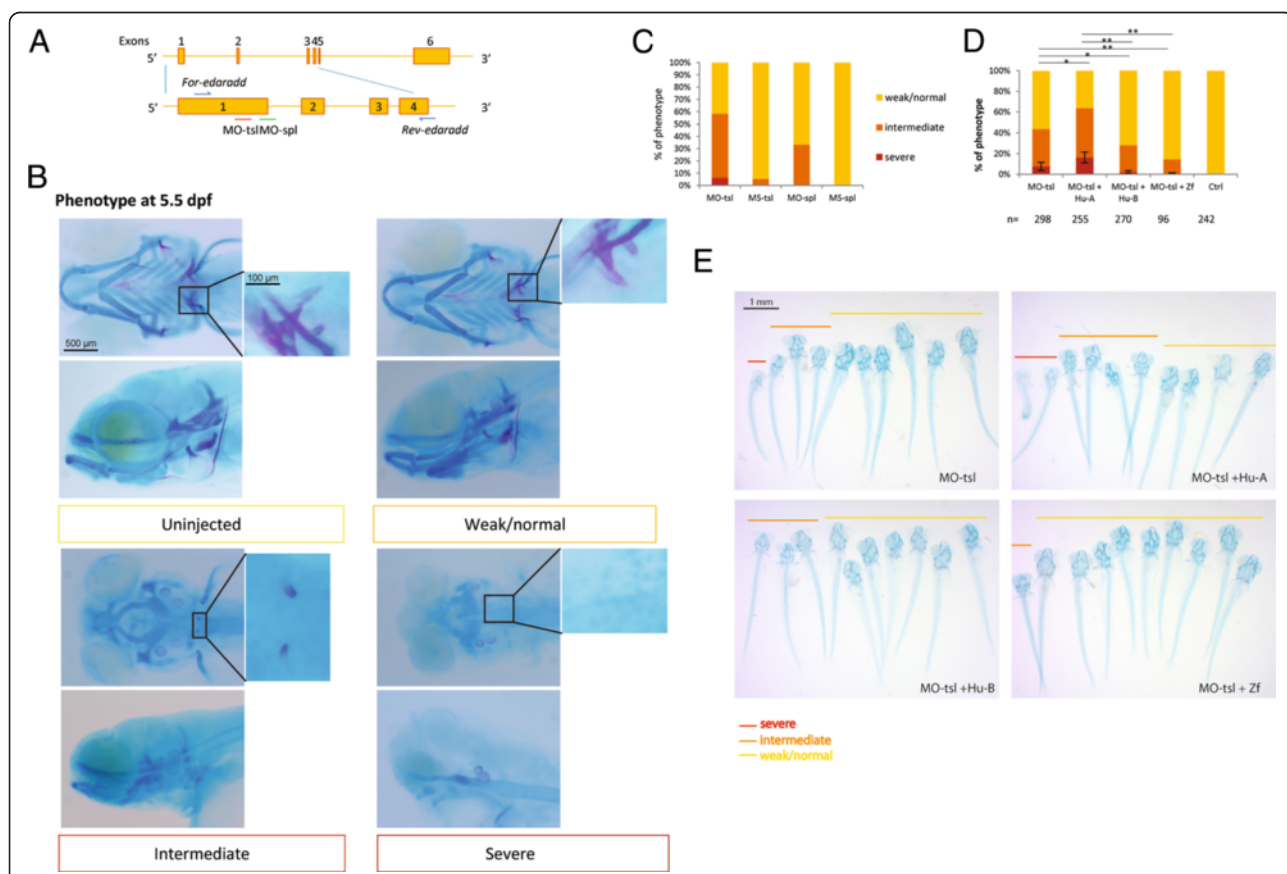 A
Exons 1 2 3 4 5 6
5' 3'
For-edaradd
5' 1 2 3 4 3'
MO-tsl MO-spl Rev-edaradd
B
Phenotype at 5.5 dpf
100 µm
500 µm
Uninjected
Weak/normal
Intermediate
Severe
C
% of phenotype
100%
90%
80%
70%
60%
50%
40%
30%
20%
10%
0%
MO-tsl MS-tsl MO-spl MS-spl
weak/normal
intermediate
severe
D
**
**
**
*
*
% of phenotype
100%
80%
60%
40%
20%
0%
MO-tsl MO-tsl + Hu-A MO-tsl + Hu-B MO-tsl + Zf Ctrl
n= 298 255 270 96 242
E
1 mm
MO-tsl
MO-tsl +Hu-A
MO-tsl +Hu-B
MO-tsl + Zf
severe
Intermediate
weak/normal